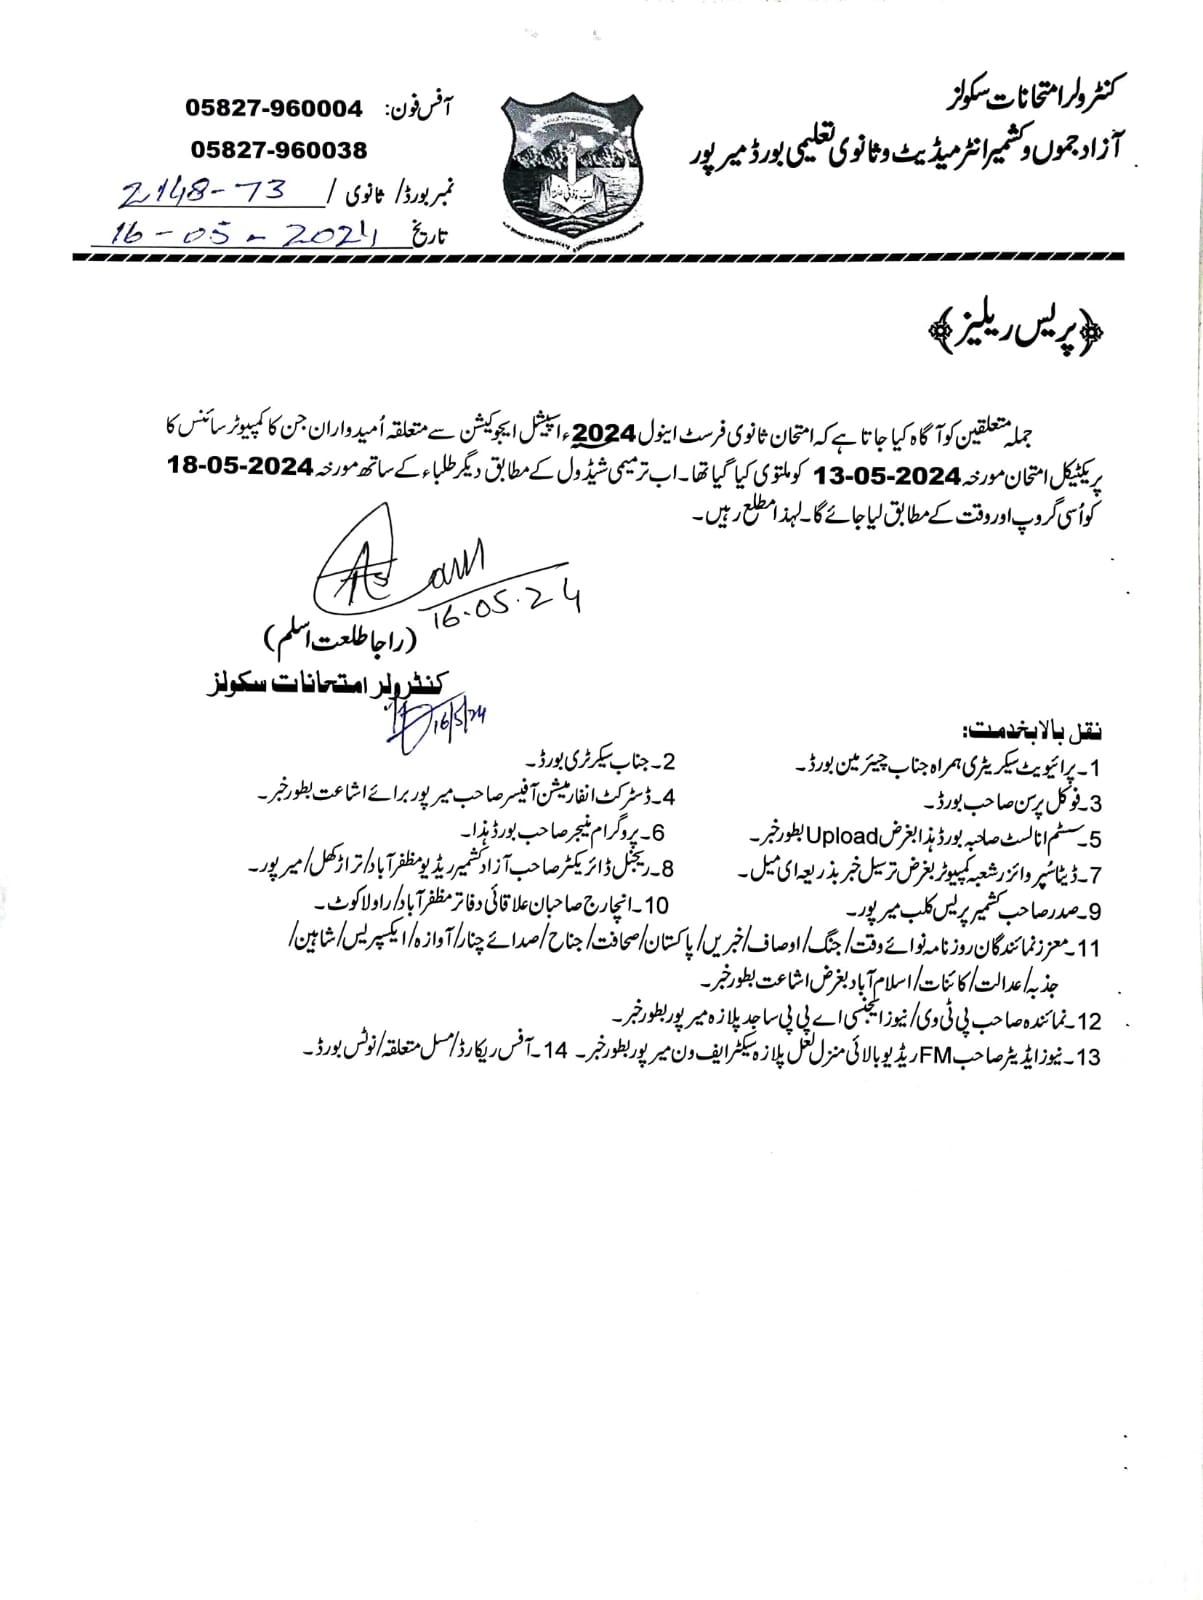 کنٹرولر امتحانات سکولز
آزاد جموں و کشمیر انٹرمیڈیٹ و ثانوی تعلیمی بورڈ میرپور
آفس فون: 05827-960004
05827-960038
نمبر بورڈ/ ثانوی / 2148-73
تاریخ 16-05-2024
﴿پریس ریلیز﴾
جملہ متعلقین کو آگاہ کیا جاتا ہے کہ امتحان ثانوی فرسٹ اینول 2024ء اسپیشل ایجوکیشن سے متعلقہ اُمیدواران جن کا کمپیوٹر سائنس کا
پریکٹیکل امتحان مورخہ 13-05-2024 کو ملتوی کیا گیا تھا۔ اب ترمیمی شیڈول کے مطابق دیگر طلباء کے ساتھ مورخہ 18-05-2024
کو اُسی گروپ اور وقت کے مطابق لیا جائے گا۔ لہذا مطلع رہیں۔
16.05.24
(راجا طلعت اسلم)
کنٹرولر امتحانات سکولز
16/5/24
نقل بالا بخدمت:
1۔ پرائیویٹ سیکریٹری ہمراہ جناب چیئرمین بورڈ۔ 2۔ جناب سیکرٹری بورڈ۔
3۔ فوکل پرسن صاحب بورڈ۔ 4۔ ڈسٹرکٹ انفارمیشن آفیسر صاحب میرپور برائے اشاعت بطور خبر۔
5۔ سسٹم انالسٹ صاحبہ بورڈ ہذا بغرض Upload بطور خبر۔ 6۔ پروگرام منیجر صاحب بورڈ ہذا۔
7۔ ڈیٹا سپروائزر شعبہ کمپیوٹر بغرض ترسیل خبر بذریعہ ای میل۔ 8۔ ریجنل ڈائریکٹر صاحب آزاد کشمیر ریڈیو مظفرآباد/تراڑکھل/میرپور۔
9۔ صدر صاحب کشمیر پریس کلب میرپور۔ 10۔ انچارج صاحبان علاقائی دفاتر مظفرآباد/راولاکوٹ۔
11۔ معزز نمائندگان روزنامہ نوائے وقت/جنگ/اوصاف/خبریں/پاکستان/صحافت/جناح/صدائے چنار/آوازہ/ایکسپریس/شاہین/
جذبہ/عدالت/کائنات/اسلام آباد بغرض اشاعت بطور خبر۔
12۔ نمائندہ صاحب پی ٹی وی/نیوز ایجنسی اے پی پی ساجد پلازہ میرپور بطور خبر۔
13۔ نیوز ایڈیٹر صاحب FM ریڈیو بالائی منزل لعل پلازہ سیکٹر ایف ون میرپور بطور خبر۔ 14۔ آفس ریکارڈ/مسل متعلقہ/نوٹس بورڈ۔